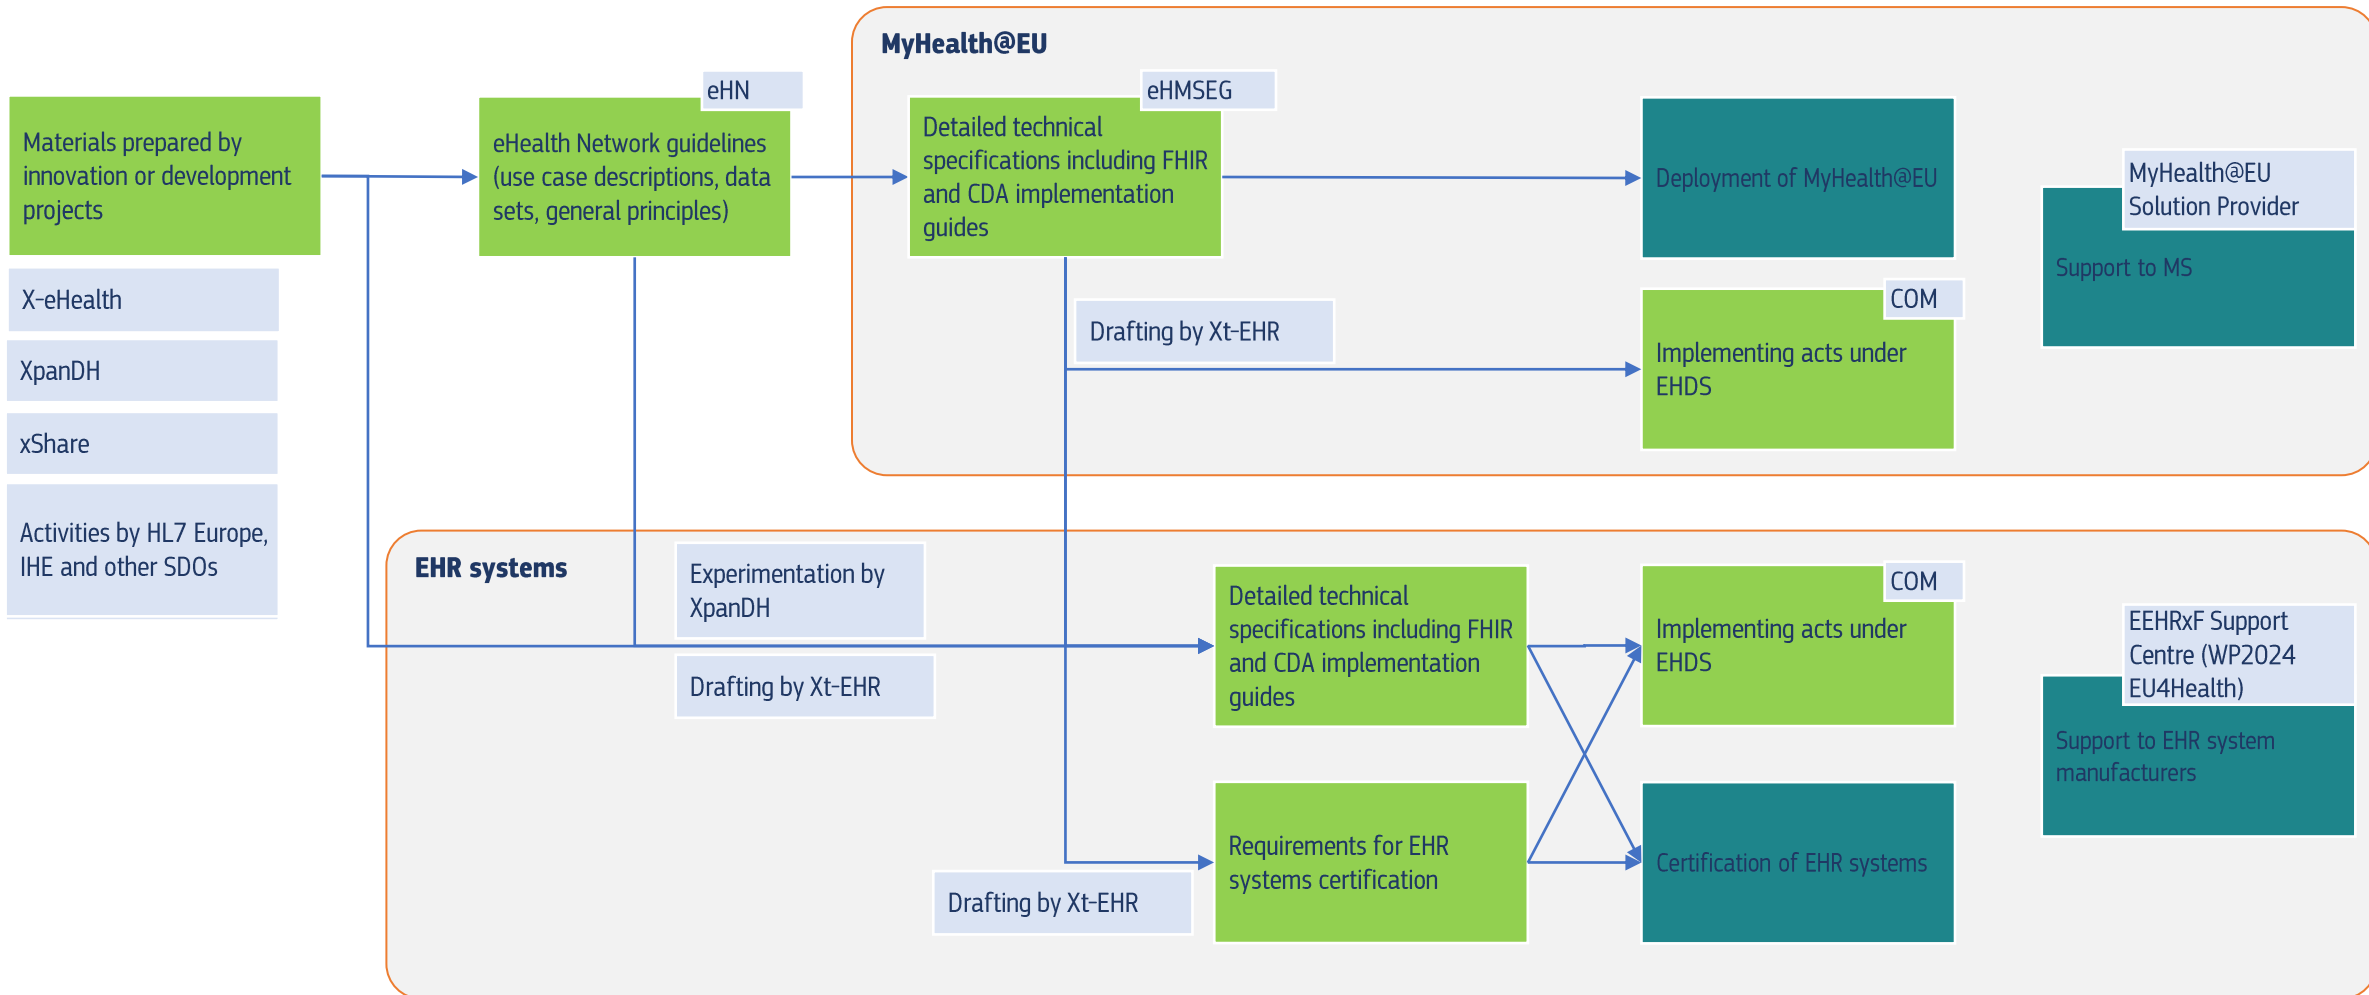 MyHealth@EU
eHN
eHMSEG
Materials prepared by
innovation or development
projects
eHealth Network guidelines
(use case descriptions, data
sets, general principles)
Detailed technical
specifications including FHIR
and CDA implementation
guides
Deployment of MyHealth@EU
MyHealth@EU
Solution Provider
Support to MS
X-eHealth
XpanDH
xShare
Activities by HL7 Europe,
IHE and other SDOs
Drafting by Xt-EHR
COM
Implementing acts under
EHDS
EHR systems
Experimentation by
XpanDH
Drafting by Xt-EHR
Detailed technical
specifications including FHIR
and CDA implementation
guides
COM
Implementing acts under
EHDS
EEHRxF Support
Centre (WP2024
EU4Health)
Support to EHR system
manufacturers
Requirements for EHR
systems certification
Drafting by Xt-EHR
Certification of EHR systems